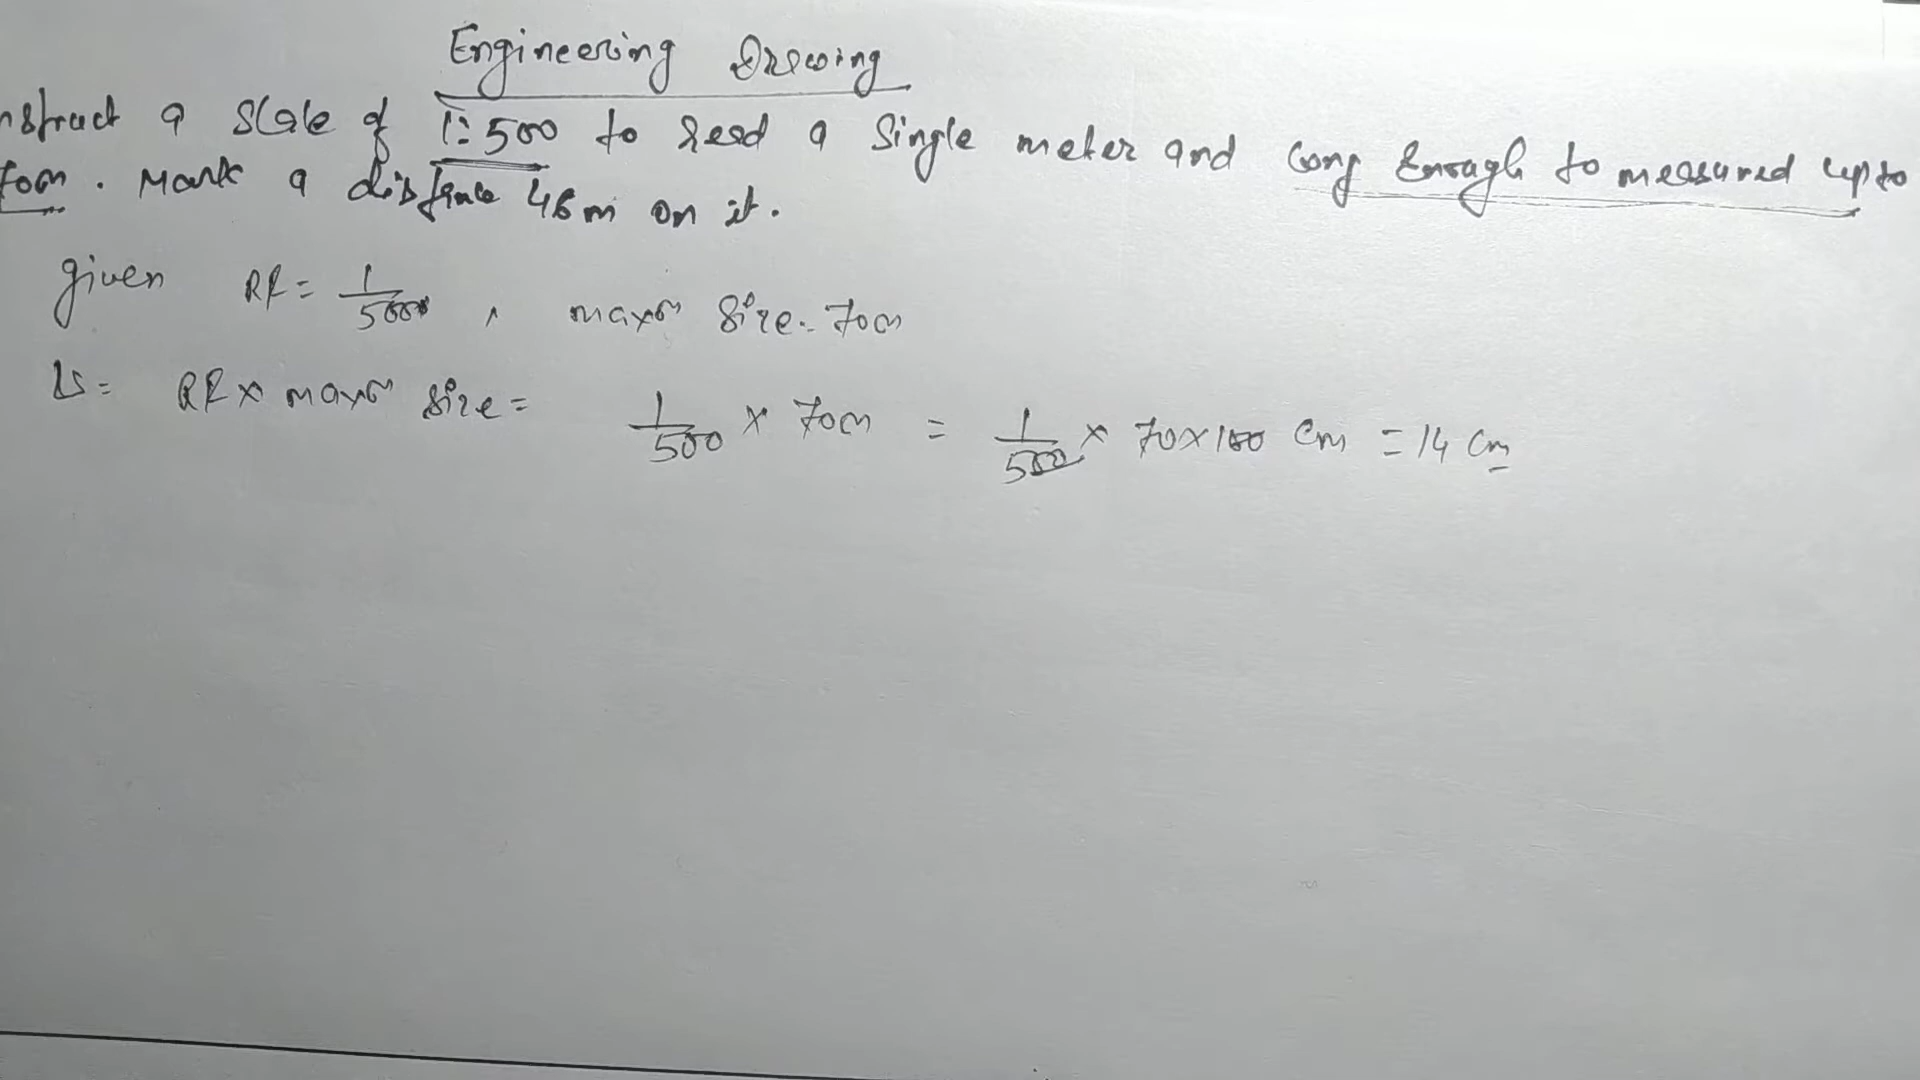 Engineering Drawing
nstruct a Scale of 1:500 to Read a Single meter and long Enough to measured upto
70m. Mark a distance 46m on it.
given RF = 1/500 , maxm size = 70m
LS = RF × maxm size = 1/500 × 70m = 1/500 × 70×100 cm = 14 cm